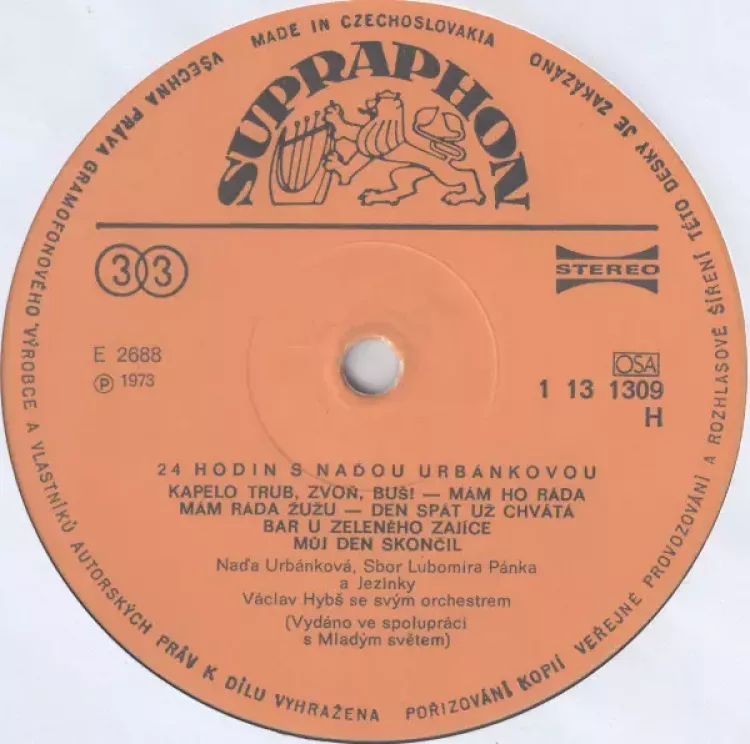 MADE IN CZECHOSLOVAKIA
VŠECHNA PRÁVA GRAMOFONOVÉHO VÝROBCE A VLASTNÍKŮ AUTORSKÝCH PRÁV K DÍLU VYHRAŽENA
POŘIZOVÁNÍ KOPIÍ VEŘEJNÉ PROVOZOVÁNÍ A ROZHLASOVÉ ŠÍŘENÍ TÉTO DESKY JE ZAKÁZÁNO
SUPRAPHON
33
STEREO
E 2688
℗ 1973
OSA
1 13 1309
H
24 HODIN S NAĎOU URBÁNKOVOU
KAPELO TRUB, ZVOŇ, BUŠ! — MÁM HO RÁDA
MÁM RÁDA ŽUŽU — DEN SPÁT UŽ CHVÁTÁ
BAR U ZELENÉHO ZAJÍCE
MŮJ DEN SKONČIL
Naďa Urbánková, Sbor Lubomíra Pánka
a Jezinky
Václav Hybš se svým orchestrem
(Vydáno ve spolupráci
s Mladým světem)